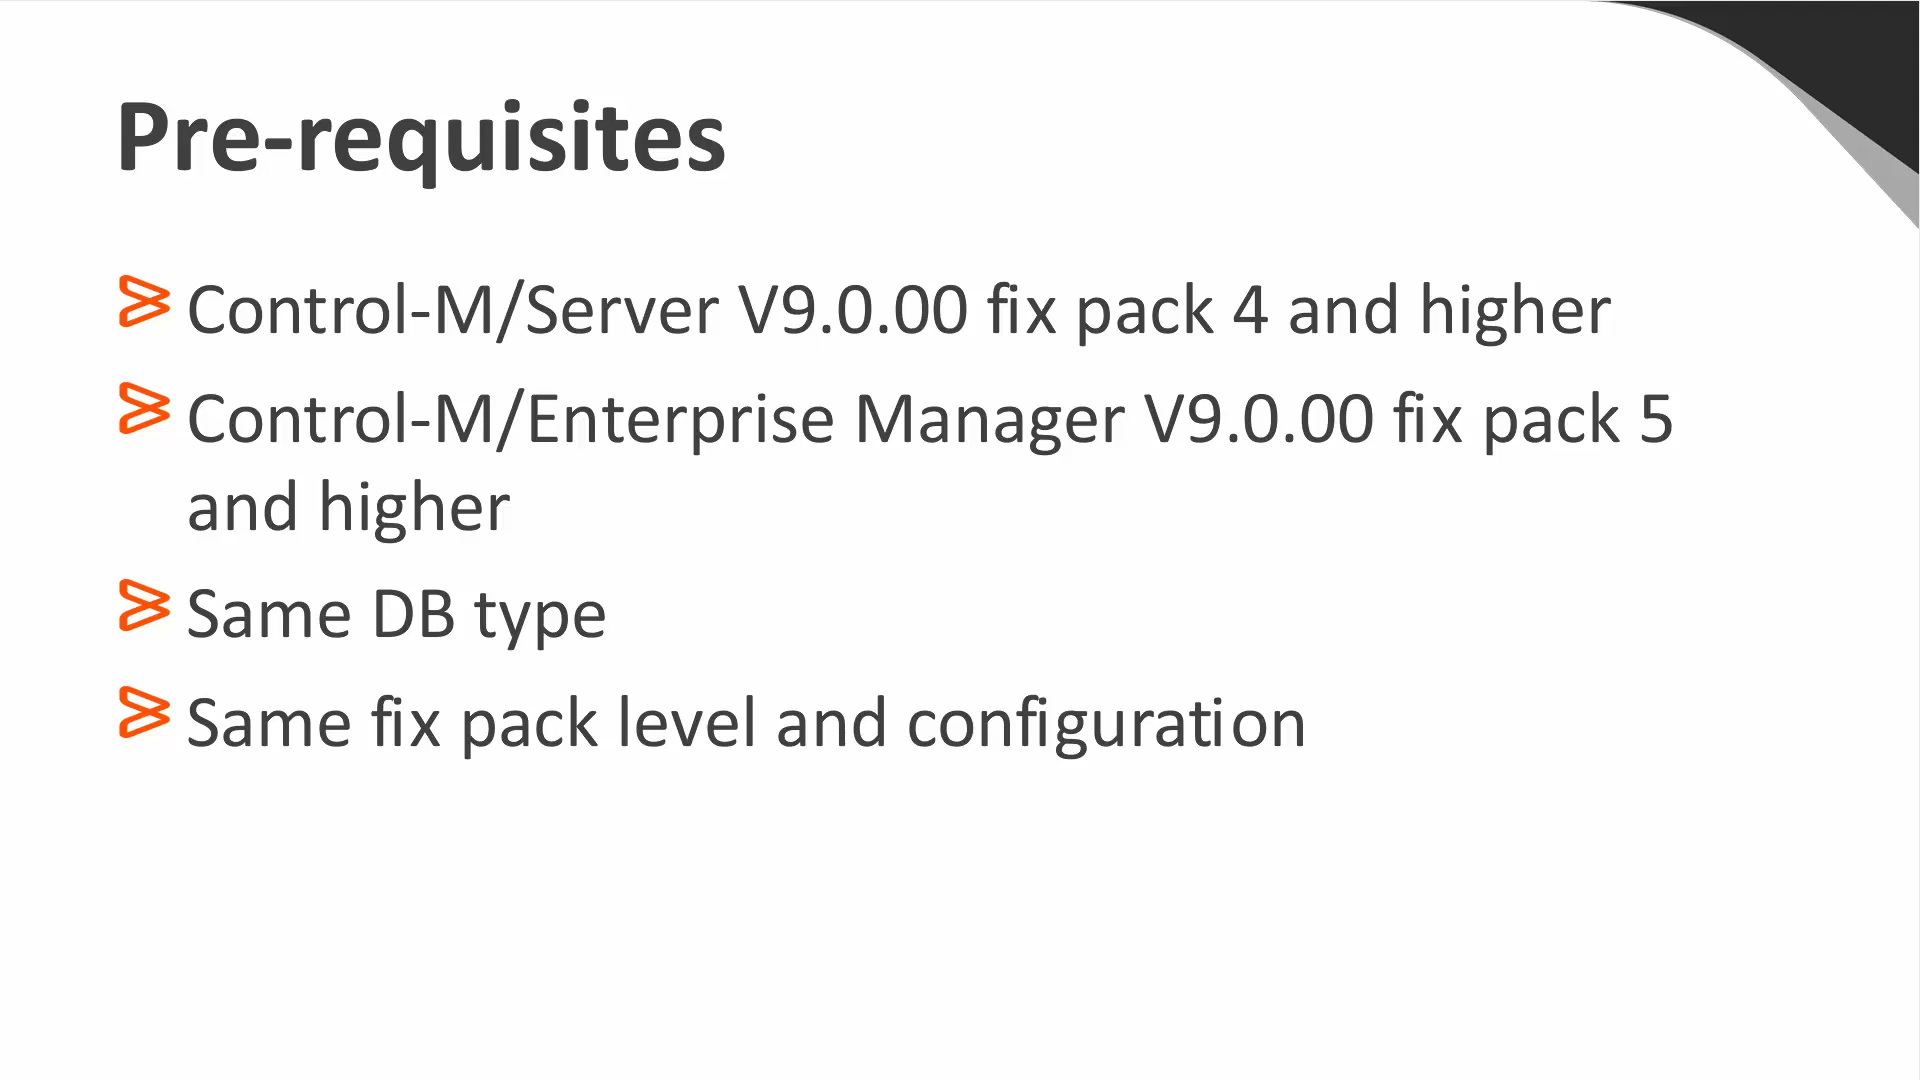 Pre-requisites
Control-M/Server V9.0.00 fix pack 4 and higher
Control-M/Enterprise Manager V9.0.00 fix pack 5
and higher
Same DB type
Same fix pack level and configuration